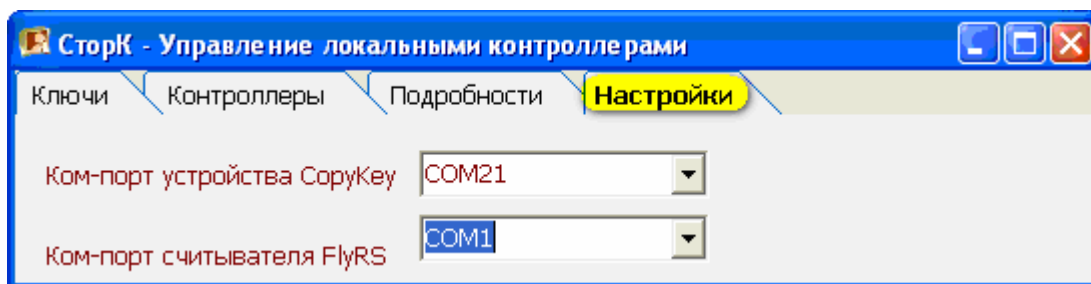 СторК - Управление локальными контроллерами
Ключи Контроллеры Подробности Настройки
Ком-порт устройства CopyKey COM21
Ком-порт считывателя FlyRS COM1